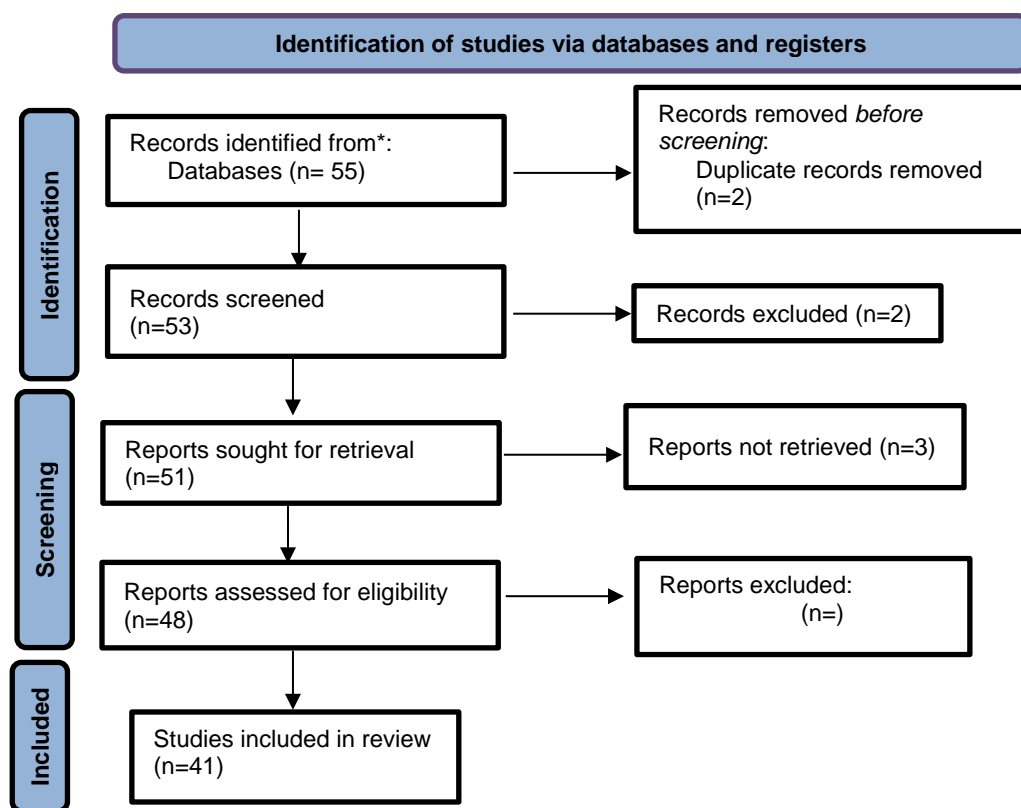 Identification of studies via databases and registers
Identification
Records identified from*:
Databases (n= 55)
Records removed before
screening:
Duplicate records removed
(n=2)
Records screened
(n=53)
Records excluded (n=2)
Screening
Reports sought for retrieval
(n=51)
Reports not retrieved (n=3)
Reports assessed for eligibility
(n=48)
Reports excluded:
(n=)
Included
Studies included in review
(n=41)